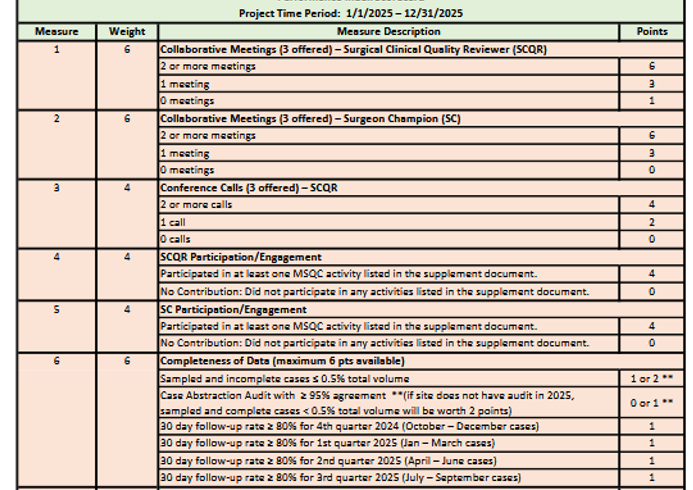 Project Time Period: 1/1/2025 – 12/31/2025
Measure Weight Measure Description Points
1 6 Collaborative Meetings (3 offered) – Surgical Clinical Quality Reviewer (SCQR)
2 or more meetings 6
1 meeting 3
0 meetings 1
2 6 Collaborative Meetings (3 offered) – Surgeon Champion (SC)
2 or more meetings 6
1 meeting 3
0 meetings 0
3 4 Conference Calls (3 offered) – SCQR
2 or more calls 4
1 call 2
0 calls 0
4 4 SCQR Participation/Engagement
Participated in at least one MSQC activity listed in the supplement document. 4
No Contribution: Did not participate in any activities listed in the supplement document. 0
5 4 SC Participation/Engagement
Participated in at least one MSQC activity listed in the supplement document. 4
No Contribution: Did not participate in any activities listed in the supplement document. 0
6 6 Completeness of Data (maximum 6 pts available)
Sampled and incomplete cases ≤ 0.5% total volume 1 or 2 **
Case Abstraction Audit with ≥ 95% agreement **(if site does not have audit in 2025,
sampled and complete cases < 0.5% total volume will be worth 2 points) 0 or 1 **
30 day follow-up rate ≥ 80% for 4th quarter 2024 (October – December cases) 1
30 day follow-up rate ≥ 80% for 1st quarter 2025 (Jan – March cases) 1
30 day follow-up rate ≥ 80% for 2nd quarter 2025 (April – June cases) 1
30 day follow-up rate ≥ 80% for 3rd quarter 2025 (July – September cases) 1